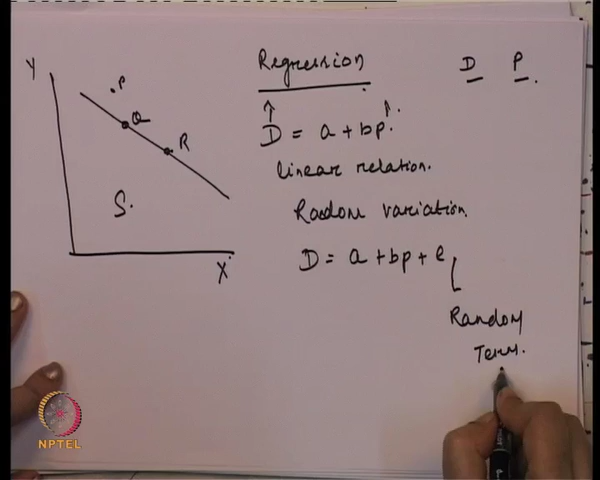 Y
P
Q
R
S.
X
Regression
D P.
D = a + bp.
linear relation.
Random variation.
D = a + bp + e
Random
Term.
NPTEL